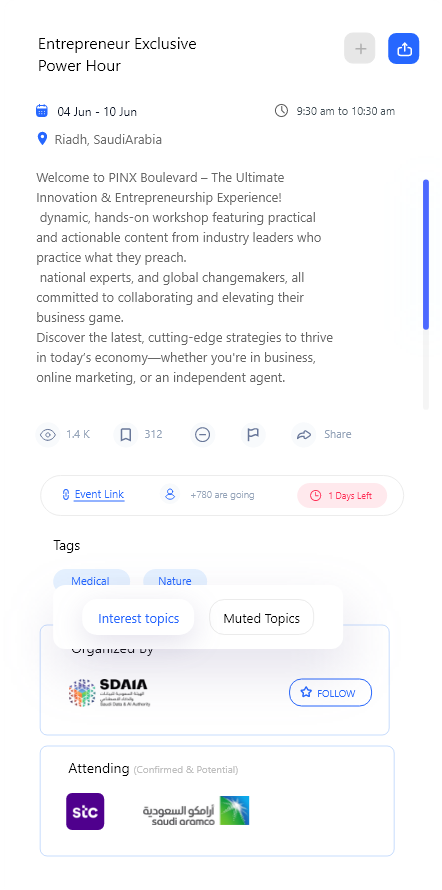 Entrepreneur Exclusive
Power Hour
04 Jun - 10 Jun
9:30 am to 10:30 am
Riadh, SaudiArabia
Welcome to PINX Boulevard – The Ultimate
Innovation & Entrepreneurship Experience!
dynamic, hands-on workshop featuring practical
and actionable content from industry leaders who
practice what they preach.
national experts, and global changemakers, all
committed to collaborating and elevating their
business game.
Discover the latest, cutting-edge strategies to thrive
in today's economy—whether you're in business,
online marketing, or an independent agent.
1.4 K
312
Share
Event Link
+780 are going
1 Days Left
Tags
Medical
Nature
Interest topics
Muted Topics
Organized by
SDAIA
الهيئة السعودية للبيانات
والذكاء الاصطناعي
Saudi Data & AI Authority
FOLLOW
Attending (Confirmed & Potential)
stc
أرامكو السعودية
saudi aramco